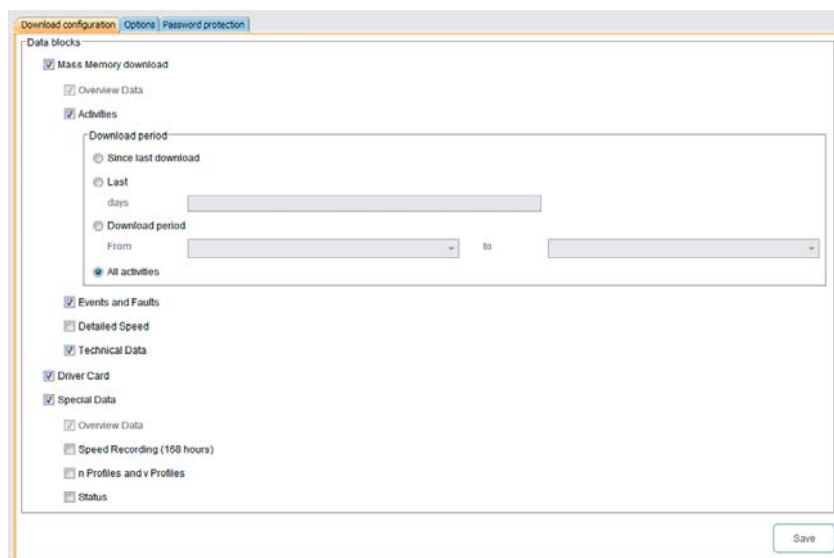 Download configuration Options Password protection
Data blocks
Mass Memory download
Overview Data
Activities
Download period
Since last download
Last
days
Download period
From to
All activities
Events and Faults
Detailed Speed
Technical Data
Driver Card
Special Data
Overview Data
Speed Recording (168 hours)
n Profiles and v Profiles
Status
Save